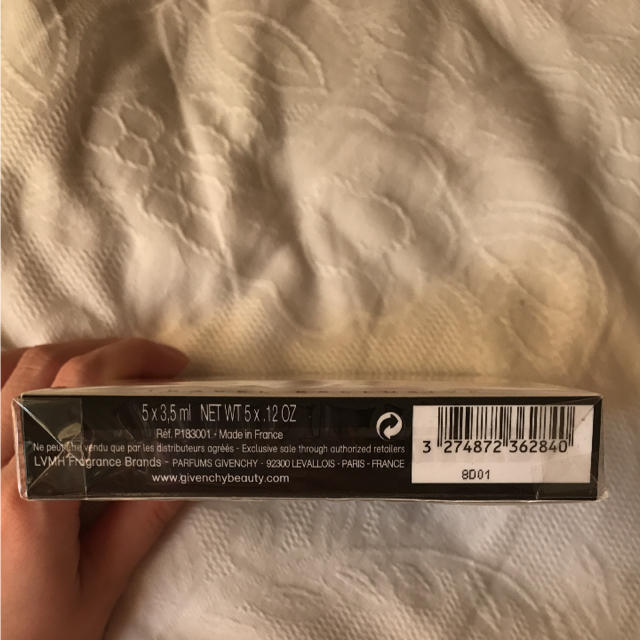 TRAVEL EXCLUSIVE
5 x 3,5 ml NET WT 5 x .12 OZ
Réf. P183001 - Made in France
Ne peut être vendu que par les distributeurs agréés - Exclusive sale through authorized retailers
LVMH Fragrance Brands - PARFUMS GIVENCHY - 92300 LEVALLOIS - PARIS - FRANCE
www.givenchybeauty.com
3 274872 362840
8D01